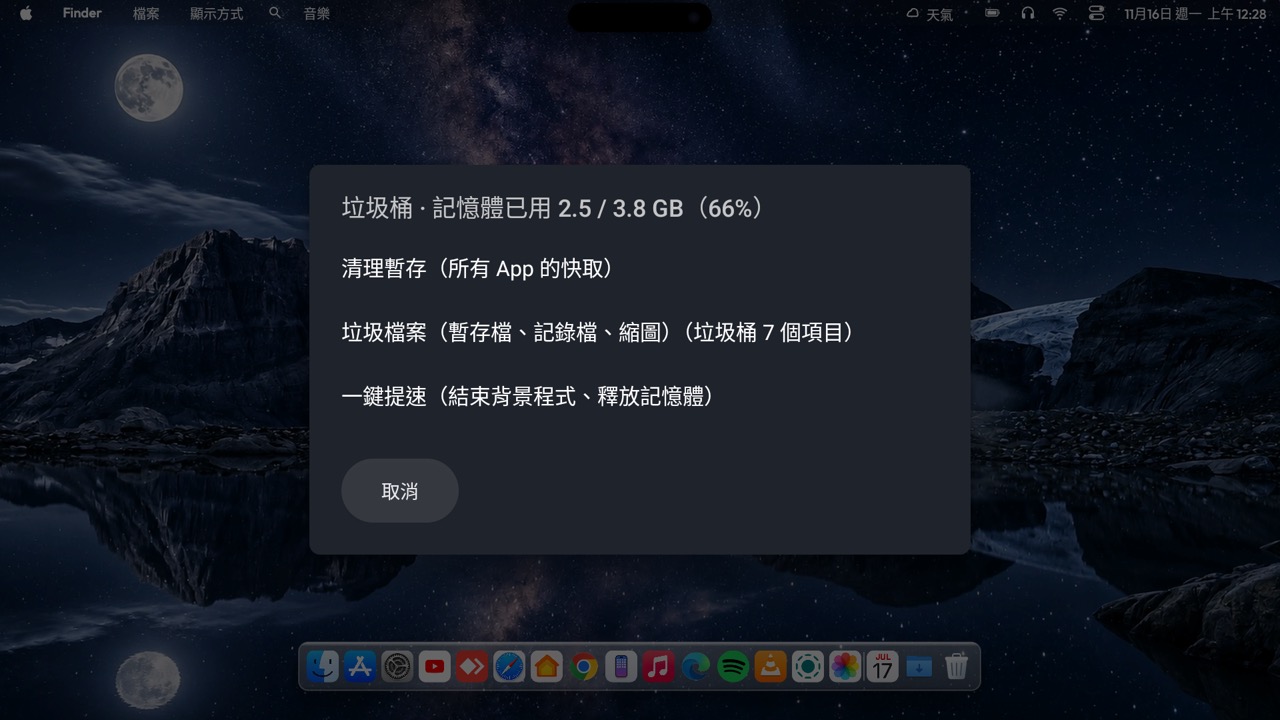 Finder 檔案 顯示方式 音樂 天氣 11月16日 週一 上午 12:28
垃圾桶 · 記憶體已用 2.5 / 3.8 GB（66%）
清理暫存（所有 App 的快取）
垃圾檔案（暫存檔、記錄檔、縮圖）（垃圾桶 7 個項目）
一鍵提速（結束背景程式、釋放記憶體）
取消
JUL
17